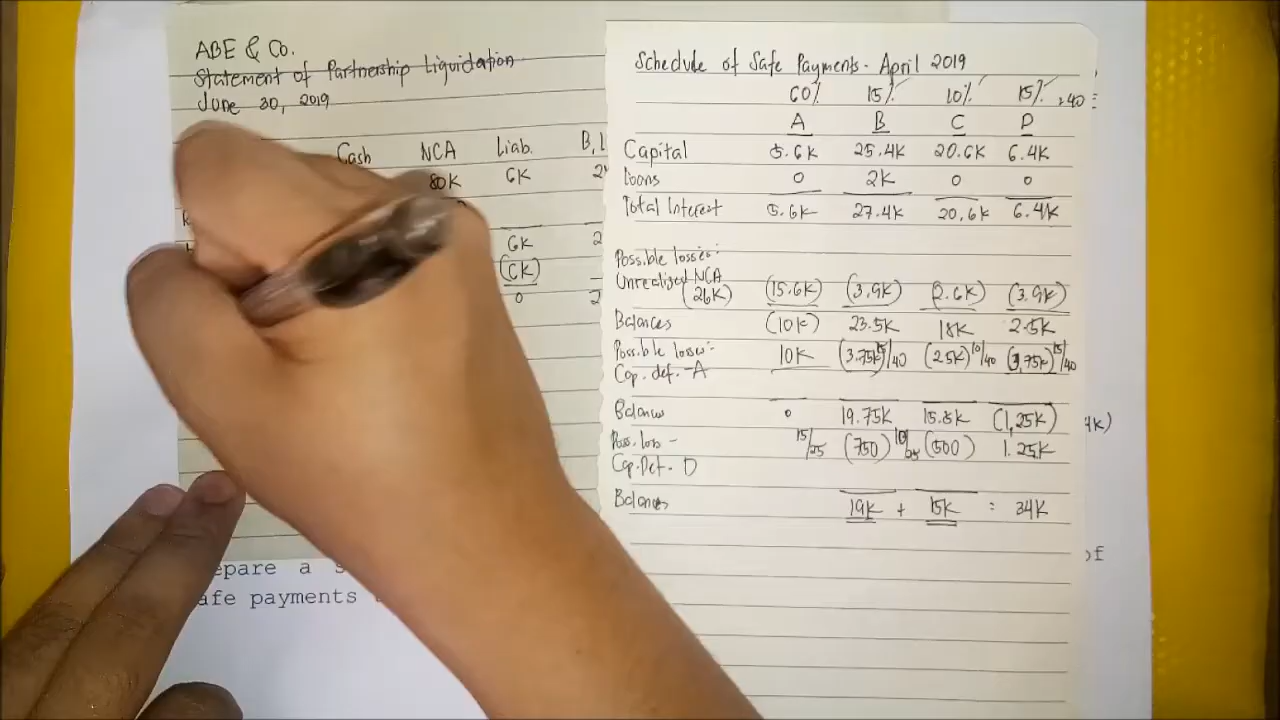 ABE & Co.
Statement of Partnership Liquidation
June 30, 2019
Cash NCA Liab. B, L
80K 6K
6K 2
(6K)
0 2
epare a s
afe payments
Schedule of Safe Payments - April 2019
60% 15% 10% 15% .40 =
A B C D
Capital 5.6K 25.4K 20.6K 6.4K
Loans 0 2K 0 0
Total Interest 5.6K 27.4K 20.6K 6.4K
Possible losses:
Unrealized NCA
(26K) (15.6K) (3.9K) (2.6K) (3.9K)
Balances (10K) 23.5K 18K 2.5K
Possible losses:- 10K (3.75K) 15/40 (2.5K) 10/40 (3.75K) 15/40
Cap. def. - A
Balances 0 19.75K 15.5K (1.25K)
Poss. loss - 15/25 (750) 10/25 (500) 1.25K
Cap. Def. D
Balances 19K + 15K = 34K
4K)
of